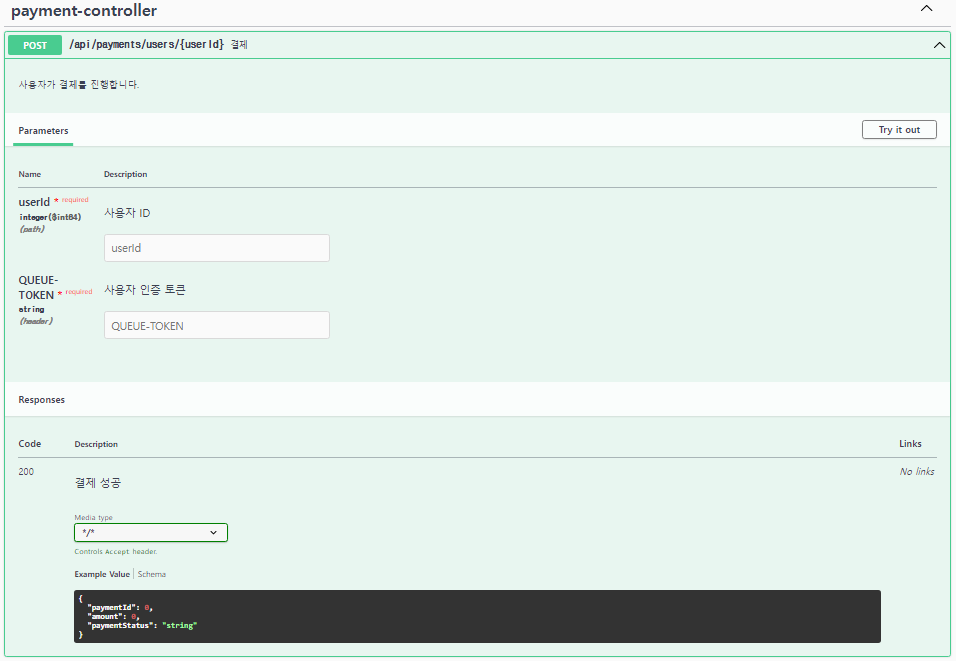 payment-controller
POST /api/payments/users/{userId} 결제
사용자가 결제를 진행합니다.
Parameters
Try it out
Name Description
userId * required
integer($int64)
(path)
사용자 ID
userId
QUEUE-
TOKEN * required
string
(header)
사용자 인증 토큰
QUEUE-TOKEN
Responses
Code Description Links
200
결제 성공
No links
Media type
*/*
Controls Accept header.
Example Value Schema
{
"paymentId": 0,
"amount": 0,
"paymentStatus": "string"
}